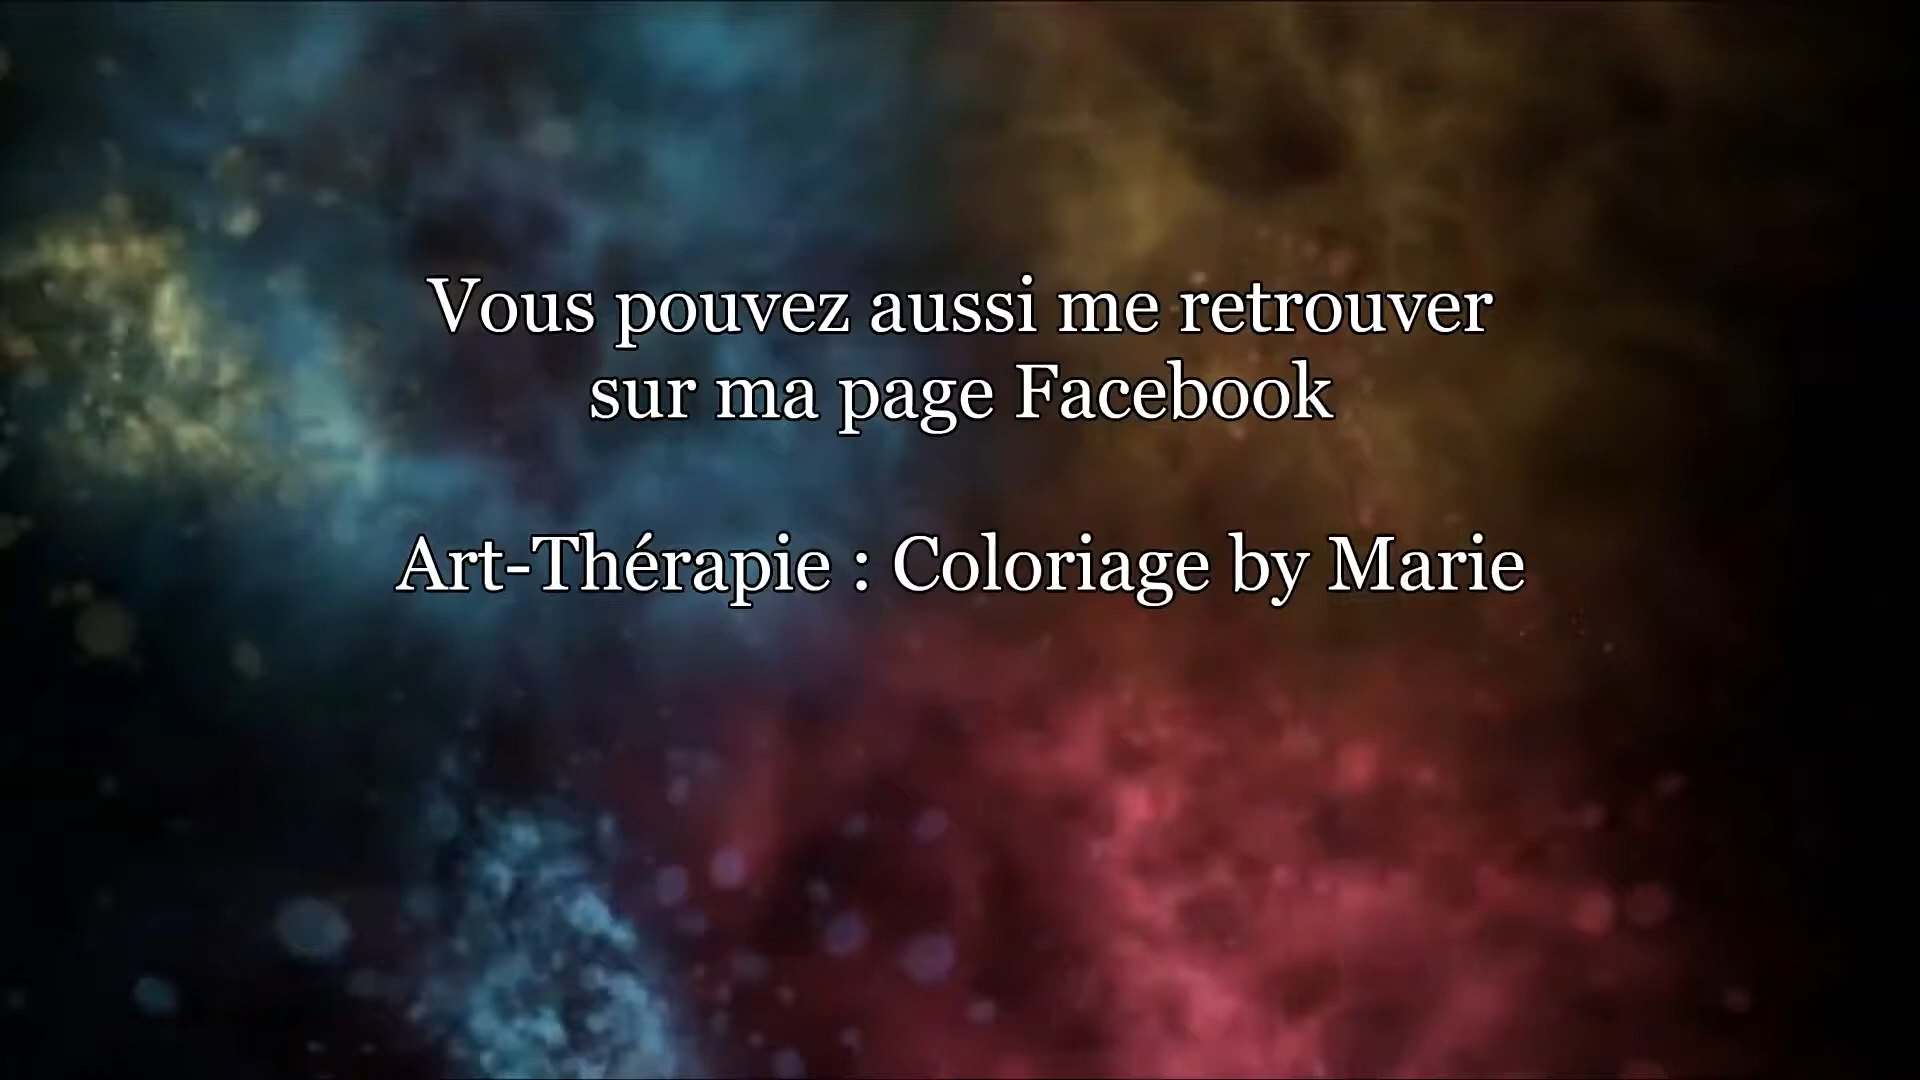 Vous pouvez aussi me retrouver
sur ma page Facebook
Art-Thérapie : Coloriage by Marie